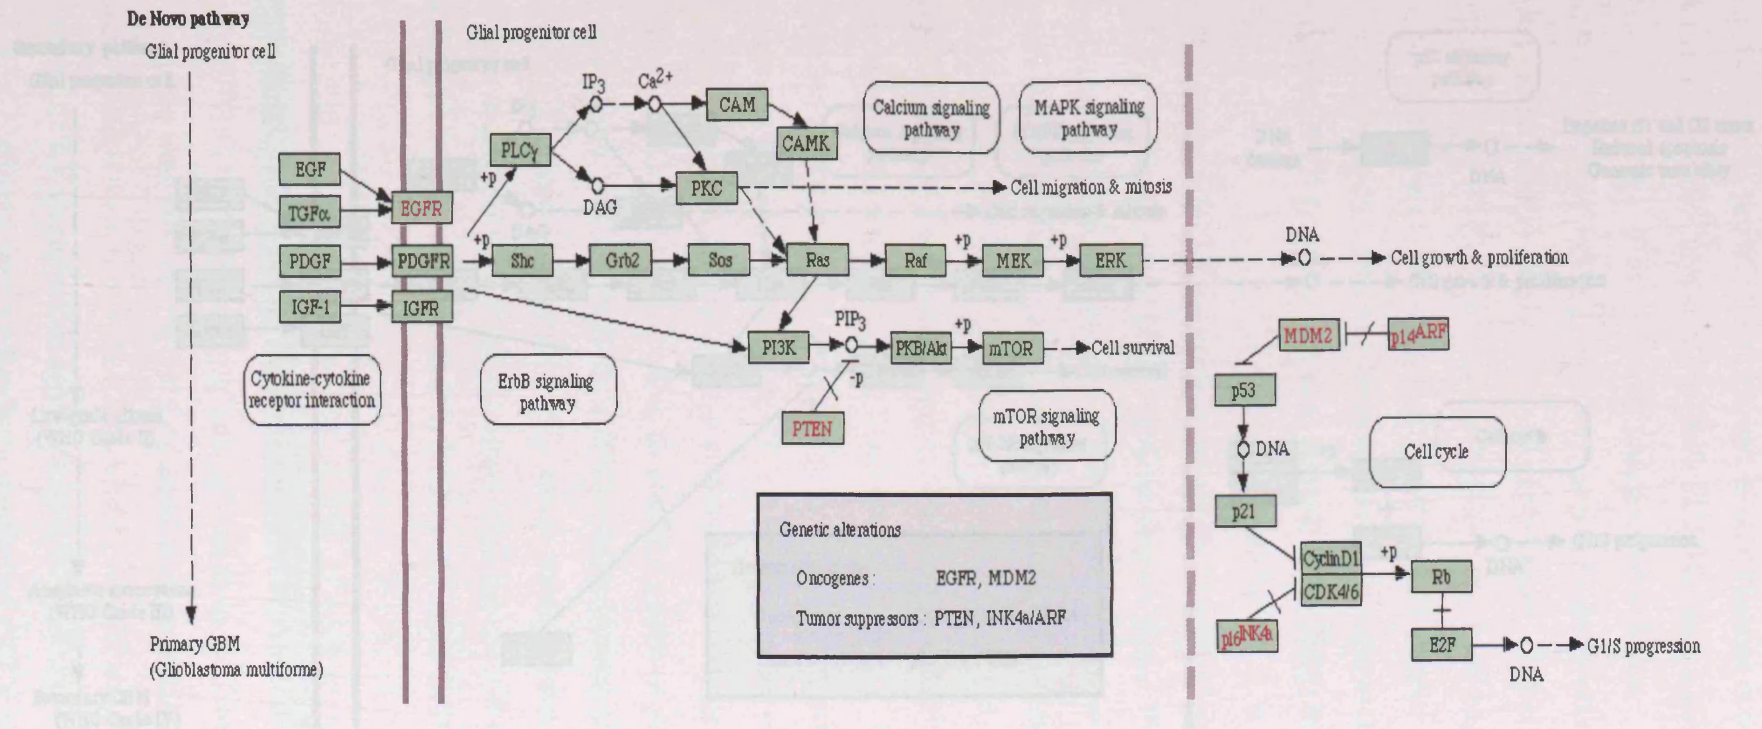 De Novo pathway
Glial progenitor cell
Glial progenitor cell
IP3
Ca2+
CAM
Calcium signaling
pathway
MAPK signaling
pathway
PLCγ
CAMK
EGF
+p
PKC
Cell migration & mitosis
TGFα
EGFR
DAG
PDGF
PDGFR
+p
Shc
Grb2
Sos
Ras
Raf
+p
MEK
+p
ERK
DNA
Cell growth & proliferation
IGF-1
IGFR
PIP3
PI3K
PKB/Akt
+p
mTOR
Cell survival
MDM2
p14ARF
-p
Cytokine-cytokine
receptor interaction
ErbB signaling
pathway
PTEN
mTOR signaling
pathway
p53
DNA
Cell cycle
p21
Genetic alterations
Oncogenes : EGFR, MDM2
Tumor suppressors : PTEN, INK4a/ARF
CyclinD1
CDK4/6
+p
Rb
p16INK4a
E2F
DNA
G1/S progression
Primary GBM
(Glioblastoma multiforme)